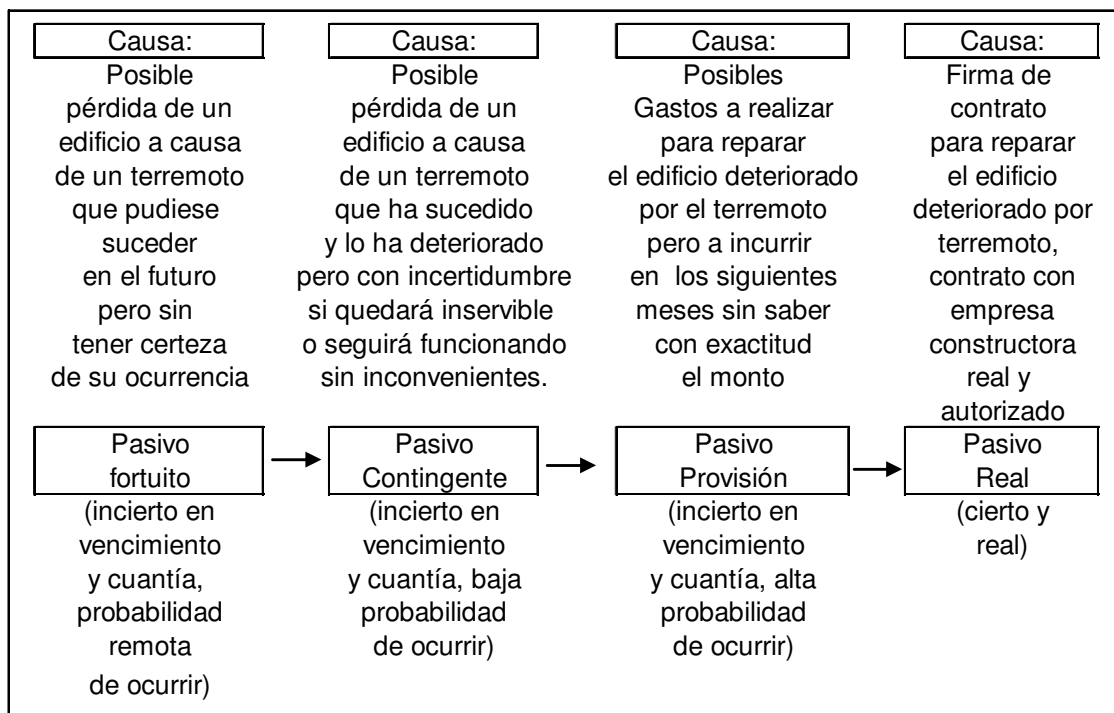 Causa:
Posible
pérdida de un
edificio a causa
de un terremoto
que pudiese
suceder
en el futuro
pero sin
tener certeza
de su ocurrencia
Pasivo
fortuito
(incierto en
vencimiento
y cuantía,
probabilidad
remota
de ocurrir)
Causa:
Posible
pérdida de un
edificio a causa
de un terremoto
que ha sucedido
y lo ha deteriorado
pero con incertidumbre
si quedará inservible
o seguirá funcionando
sin inconvenientes.
Pasivo
Contingente
(incierto en
vencimiento
y cuantía, baja
probabilidad
de ocurrir)
Causa:
Posibles
Gastos a realizar
para reparar
el edificio deteriorado
por el terremoto
pero a incurrir
en los siguientes
meses sin saber
con exactitud
el monto
Pasivo
Provisión
(incierto en
vencimiento
y cuantía, alta
probabilidad
de ocurrir)
Causa:
Firma de
contrato
para reparar
el edificio
deteriorado por
terremoto,
contrato con
empresa
constructora
real y
autorizado
Pasivo
Real
(cierto y
real)